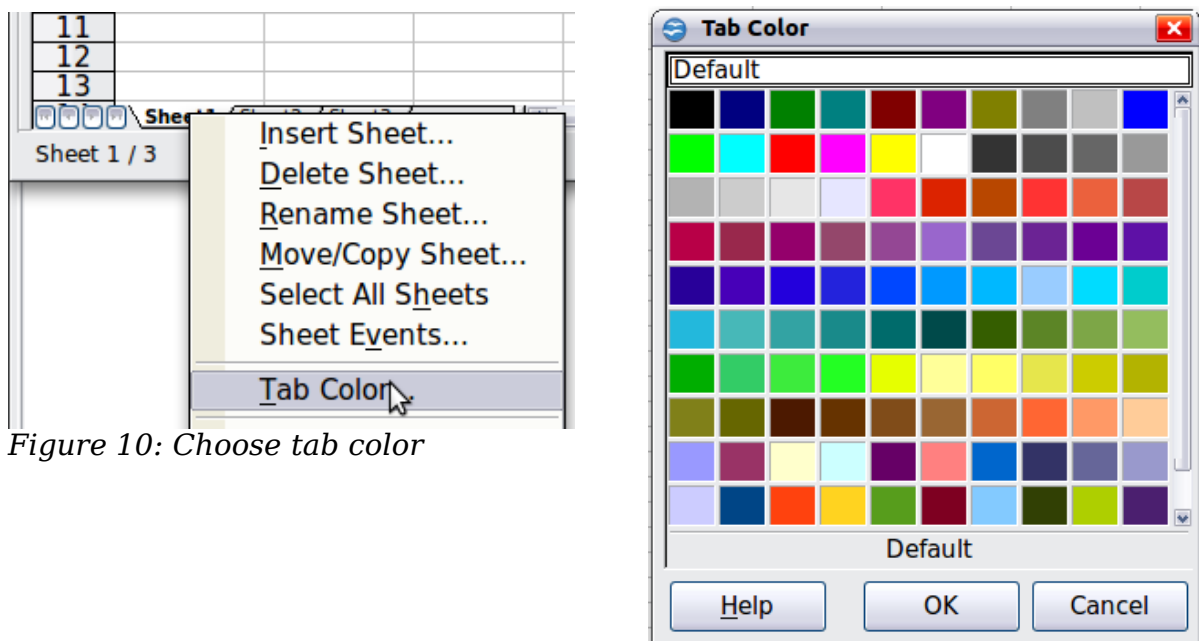 11
12
13
Sheet 1 / 3
Insert Sheet...
Delete Sheet...
Rename Sheet...
Move/Copy Sheet...
Select All Sheets
Sheet Events...
Tab Color...
Figure 10: Choose tab color
Tab Color
Default
Default
Help
OK
Cancel